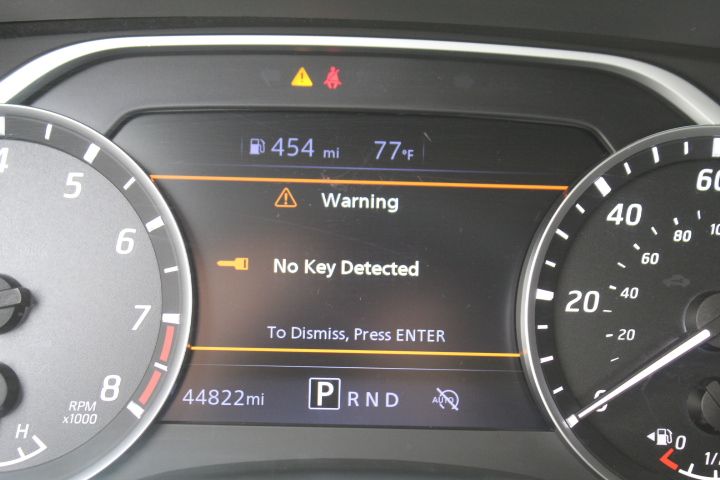 454 mi 77°F
Warning
No Key Detected
To Dismiss, Press ENTER
44822mi P R N D AUTO
4
5
6
7
8
RPM
x1000
H
0
20
40
60
20
40
60
80
0